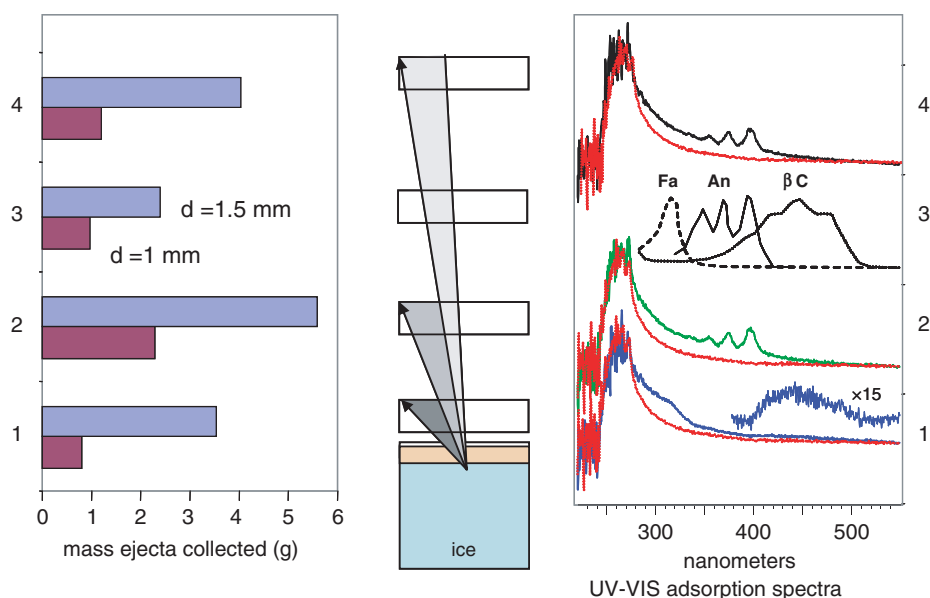 4
3
2
1
d =1.5 mm
d =1 mm
0 1 2 3 4 5 6
mass ejecta collected (g)
ice
Fa An β C
×15
4
3
2
1
300 400 500
nanometers
UV-VIS adsorption spectra